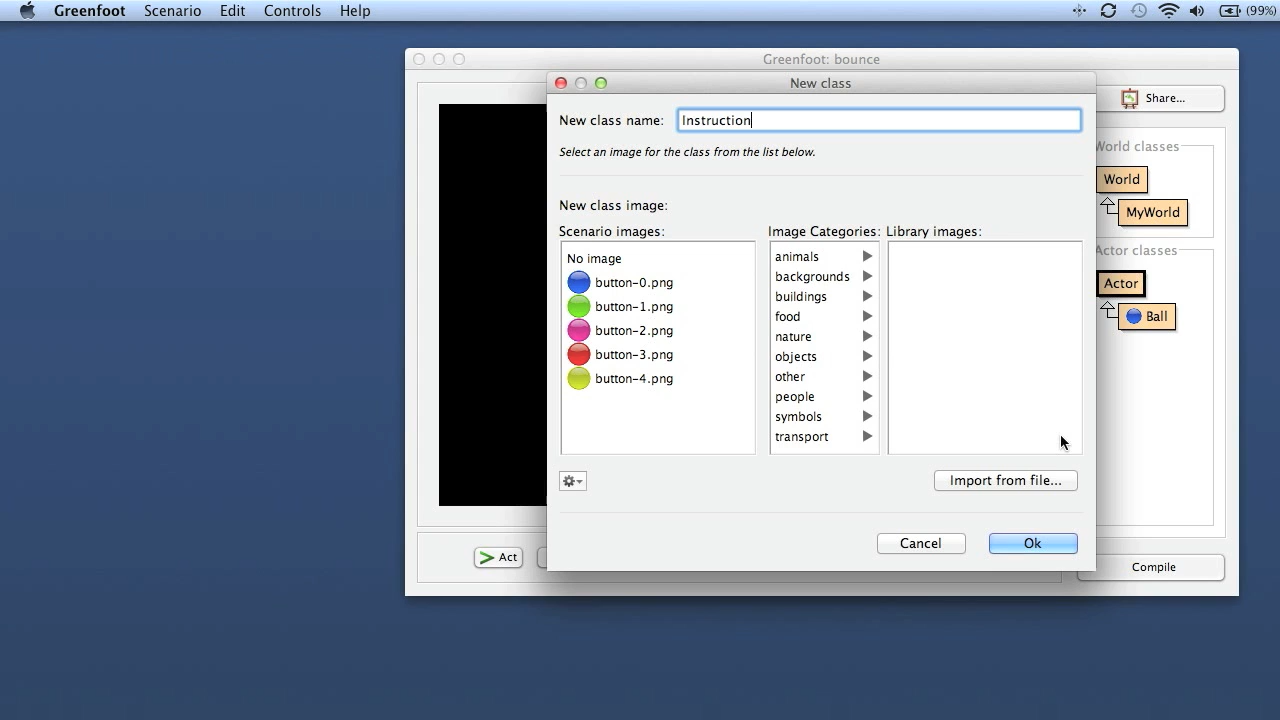 Greenfoot Scenario Edit Controls Help (99%)
Greenfoot: bounce
New class
New class name: Instruction
Share...
Select an image for the class from the list below.
World classes
World
MyWorld
New class image:
Scenario images: Image Categories: Library images:
Actor classes
Actor
Ball
No image
button-0.png
button-1.png
button-2.png
button-3.png
button-4.png
animals
backgrounds
buildings
food
nature
objects
other
people
symbols
transport
Import from file...
Cancel Ok
Act
Compile